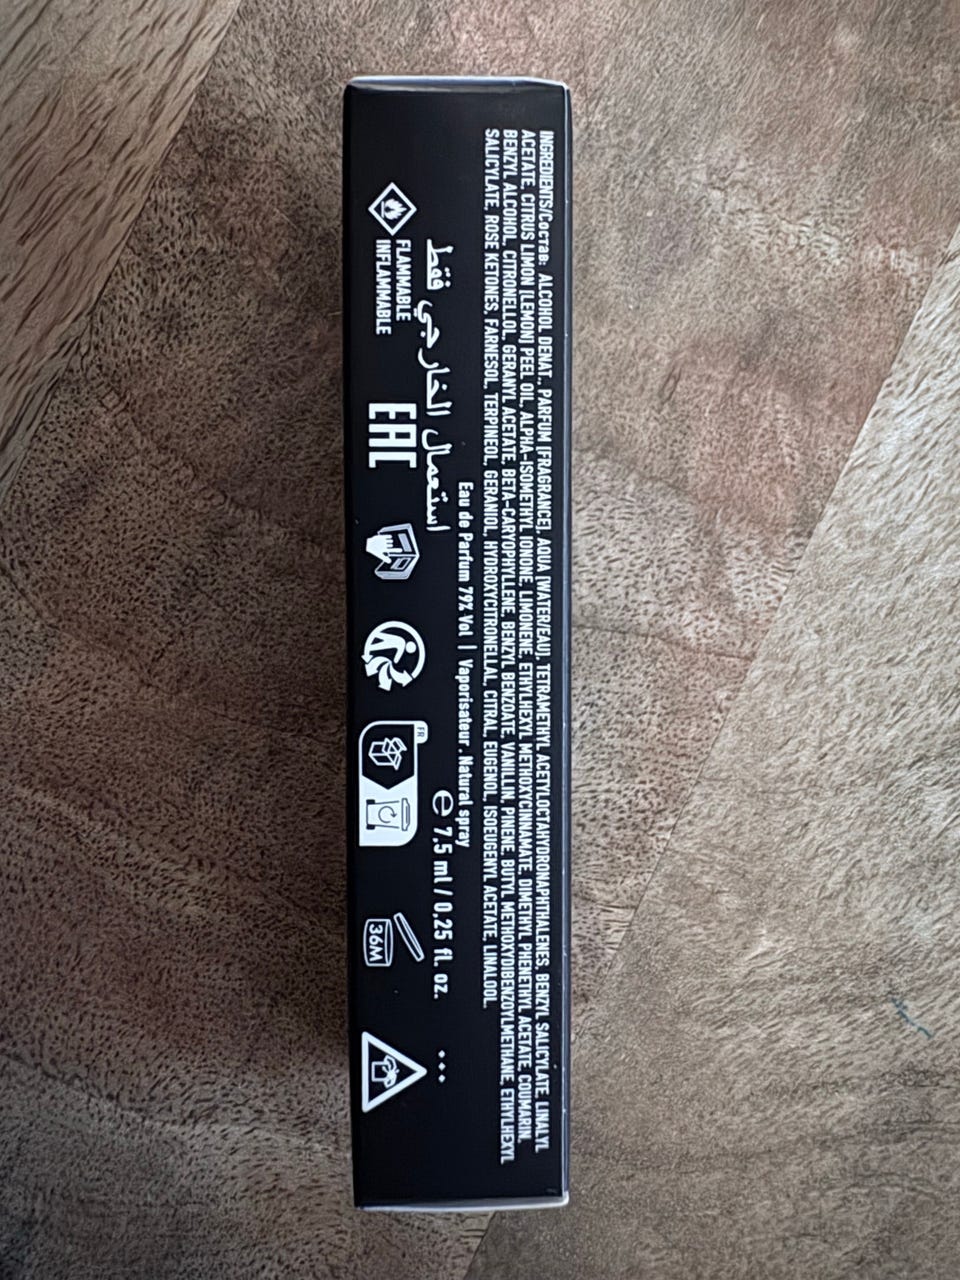 INGREDIENTS/Состав: ALCOHOL DENAT., PARFUM [FRAGRANCE], AQUA [WATER/EAU], TETRAMETHYL ACETYLOCTAHYDRONAPHTHALENES, BENZYL SALICYLATE, LINALYL
ACETATE, CITRUS LIMON [LEMON] PEEL OIL, ALPHA-ISOMETHYL IONONE, LIMONENE, ETHYLHEXYL METHOXYCINNAMATE, DIMETHYL PHENETHYL ACETATE, COUMARIN,
BENZYL ALCOHOL, CITRONELLOL, GERANYL ACETATE, BETA-CARYOPHYLLENE, BENZYL BENZOATE, VANILLIN, PINENE, BUTYL METHOXYDIBENZOYLMETHANE, ETHYLHEXYL
SALICYLATE, ROSE KETONES, FARNESOL, TERPINEOL, GERANIOL, HYDROXYCITRONELLAL, CITRAL, EUGENOL, ISOEUGENYL ACETATE, LINALOOL.
Eau de Parfum 79% Vol | Vaporisateur . Natural spray
استعمال الخارجي فقط
e 7,5 ml / 0.25 fl. oz.
...
FLAMMABLE
INFLAMMABLE
EAC
FR
36M